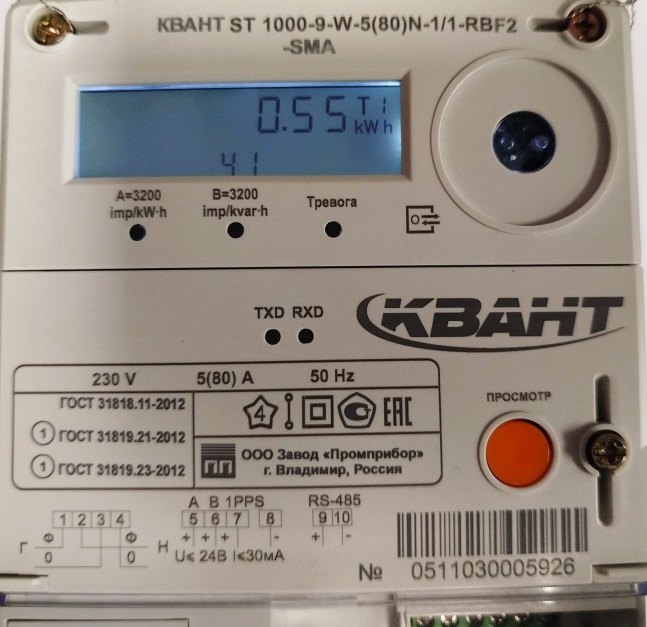 КВАНТ ST 1000-9-W-5(80)N-1/1-RBF2
-SMA
0.55 T1
kWh
41
A=3200
imp/kW·h
B=3200
imp/kvar·h
Тревога
TXD RXD
КВАНТ
230 V 5(80) A 50 Hz
ГОСТ 31818.11-2012
1 ГОСТ 31819.21-2012
1 ГОСТ 31819.23-2012
4 ЕАС
ПП
ООО Завод «Промприбор»
г. Владимир, Россия
ПРОСМОТР
A B 1PPS RS-485
1 2 3 4 5 6 7 8 9 10
+ + + - + -
Г Ф 0 Ф 0 Н
U≤ 24В I≤30мА
№ 0511030005926